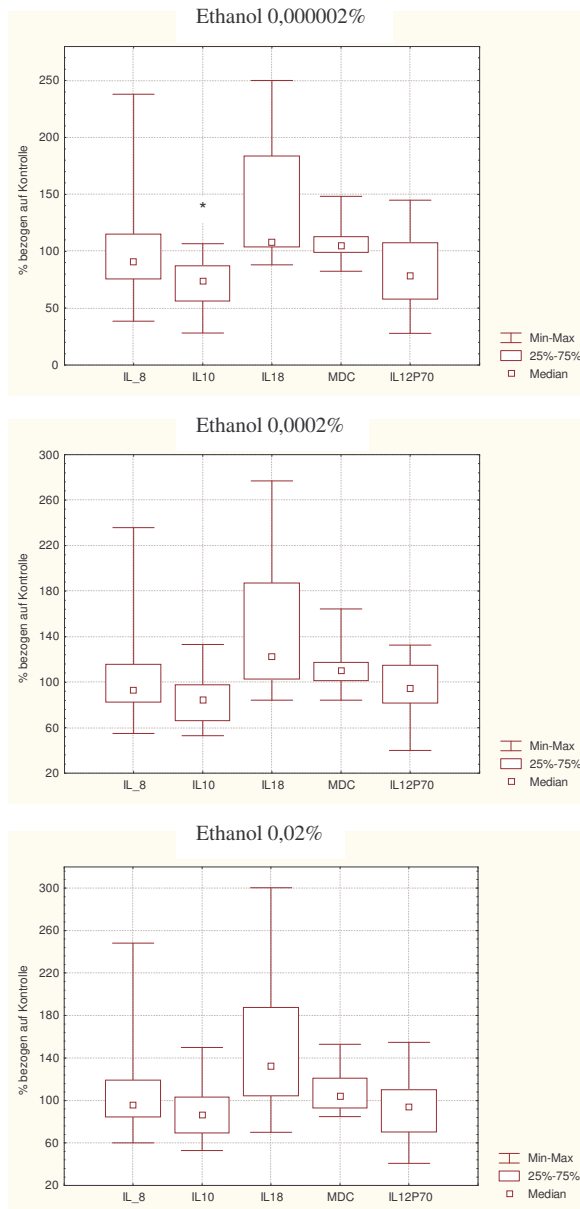 Ethanol 0,000002%
% bezogen auf Kontrolle
250
200
150
100
50
0
*
IL_8 IL10 IL18 MDC IL12P70
Min-Max
25%-75%
Median
Ethanol 0,0002%
% bezogen auf Kontrolle
300
260
220
180
140
100
60
20
IL_8 IL10 IL18 MDC IL12P70
Min-Max
25%-75%
Median
Ethanol 0,02%
% bezogen auf Kontrolle
300
260
220
180
140
100
60
20
IL_8 IL10 IL18 MDC IL12P70
Min-Max
25%-75%
Median